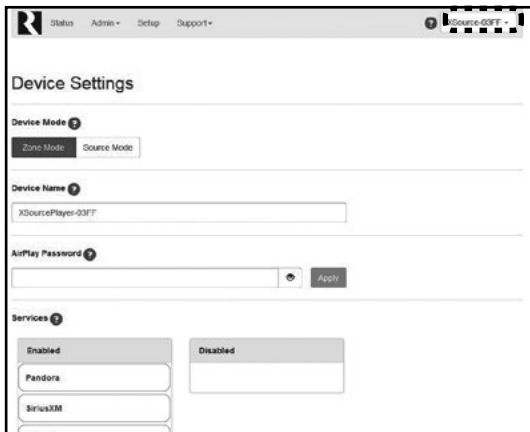 R Status Admin Setup Support ? XSource-03FF
Device Settings
Device Mode ?
Zone Mode Source Mode
Device Name ?
XSourcePlayer-03FF
AirPlay Password ?
Apply
Services ?
Enabled Disabled
Pandora
SiriusXM